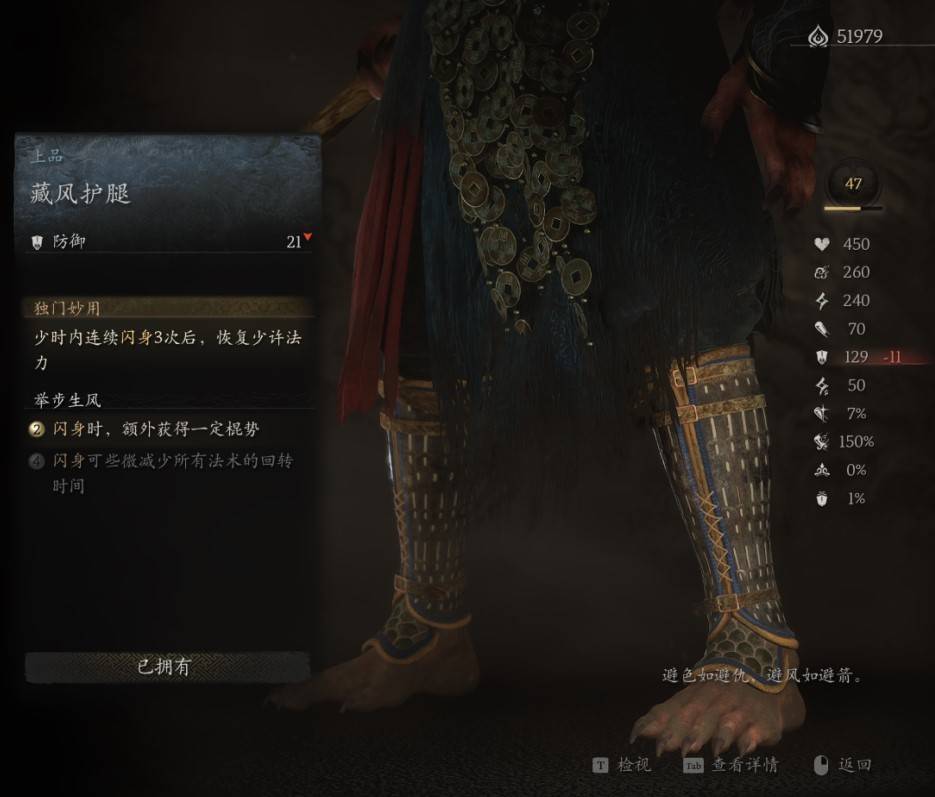 51979
上品
藏风护腿
防御 21
独门妙用
少时内连续闪身3次后，恢复少许法
力
举步生风
2 闪身时，额外获得一定棍势
4 闪身可些微减少所有法术的回转
时间
已拥有
47
450
260
240
70
129 -11
50
7%
150%
0%
1%
避色如避仇，避风如避箭。
T 检视 Tab 查看详情 返回